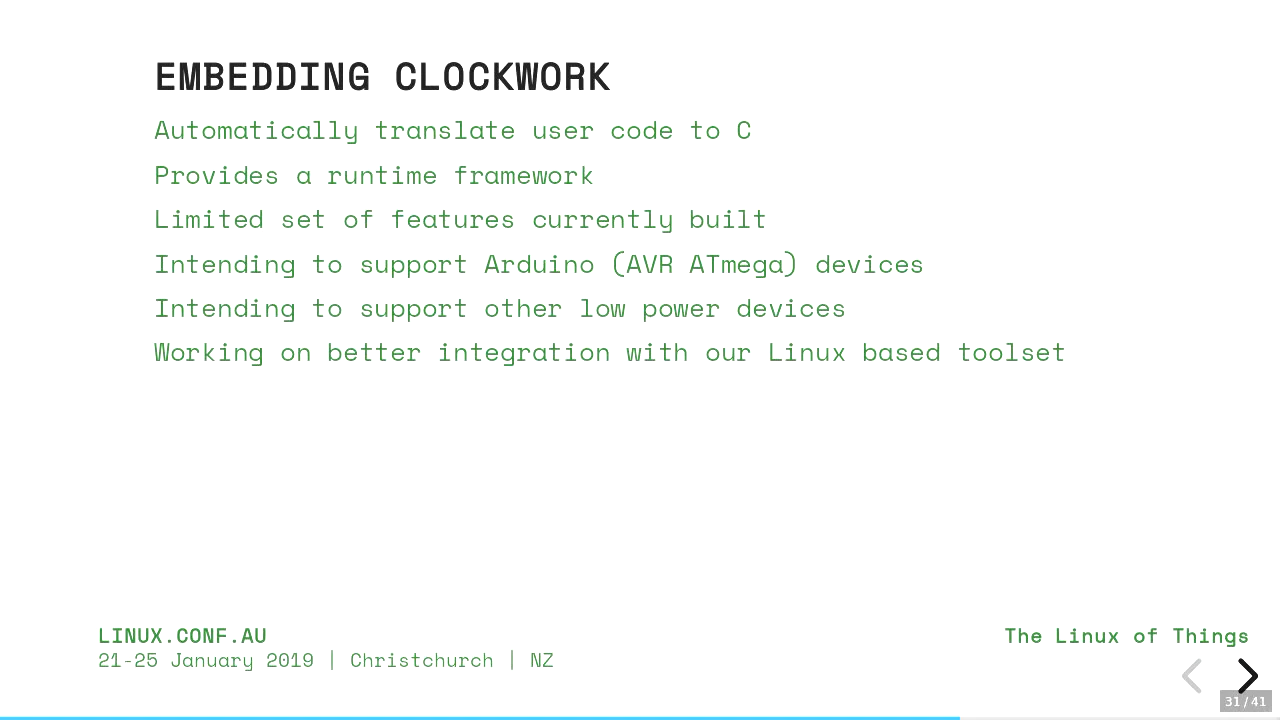 EMBEDDING CLOCKWORK
Automatically translate user code to C
Provides a runtime framework
Limited set of features currently built
Intending to support Arduino (AVR ATmega) devices
Intending to support other low power devices
Working on better integration with our Linux based toolset
LINUX.CONF.AU
21-25 January 2019 | Christchurch | NZ
The Linux of Things
31/41